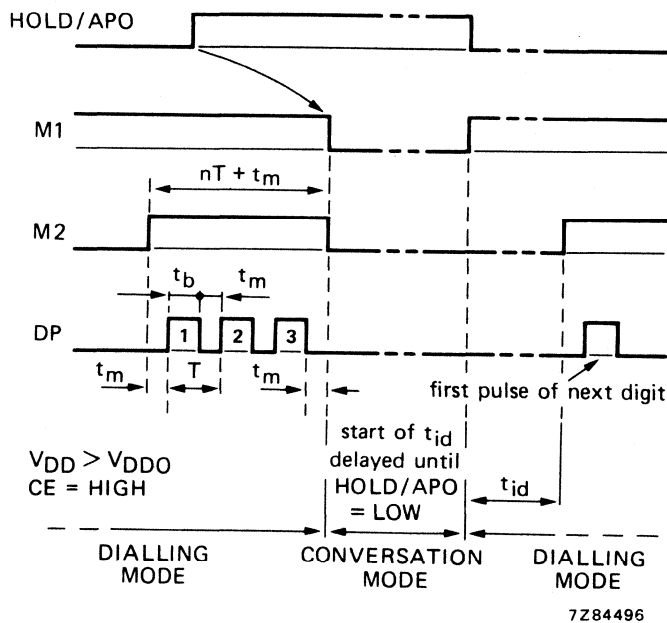 HOLD/APO
M1
nT + tm
M2
tb
tm
DP
1
2
3
tm
T
tm
first pulse of next digit
start of tid
delayed until
HOLD/APO
= LOW
VDD > VDDO
CE = HIGH
tid
DIALLING
MODE
CONVERSATION
MODE
DIALLING
MODE
7Z84496